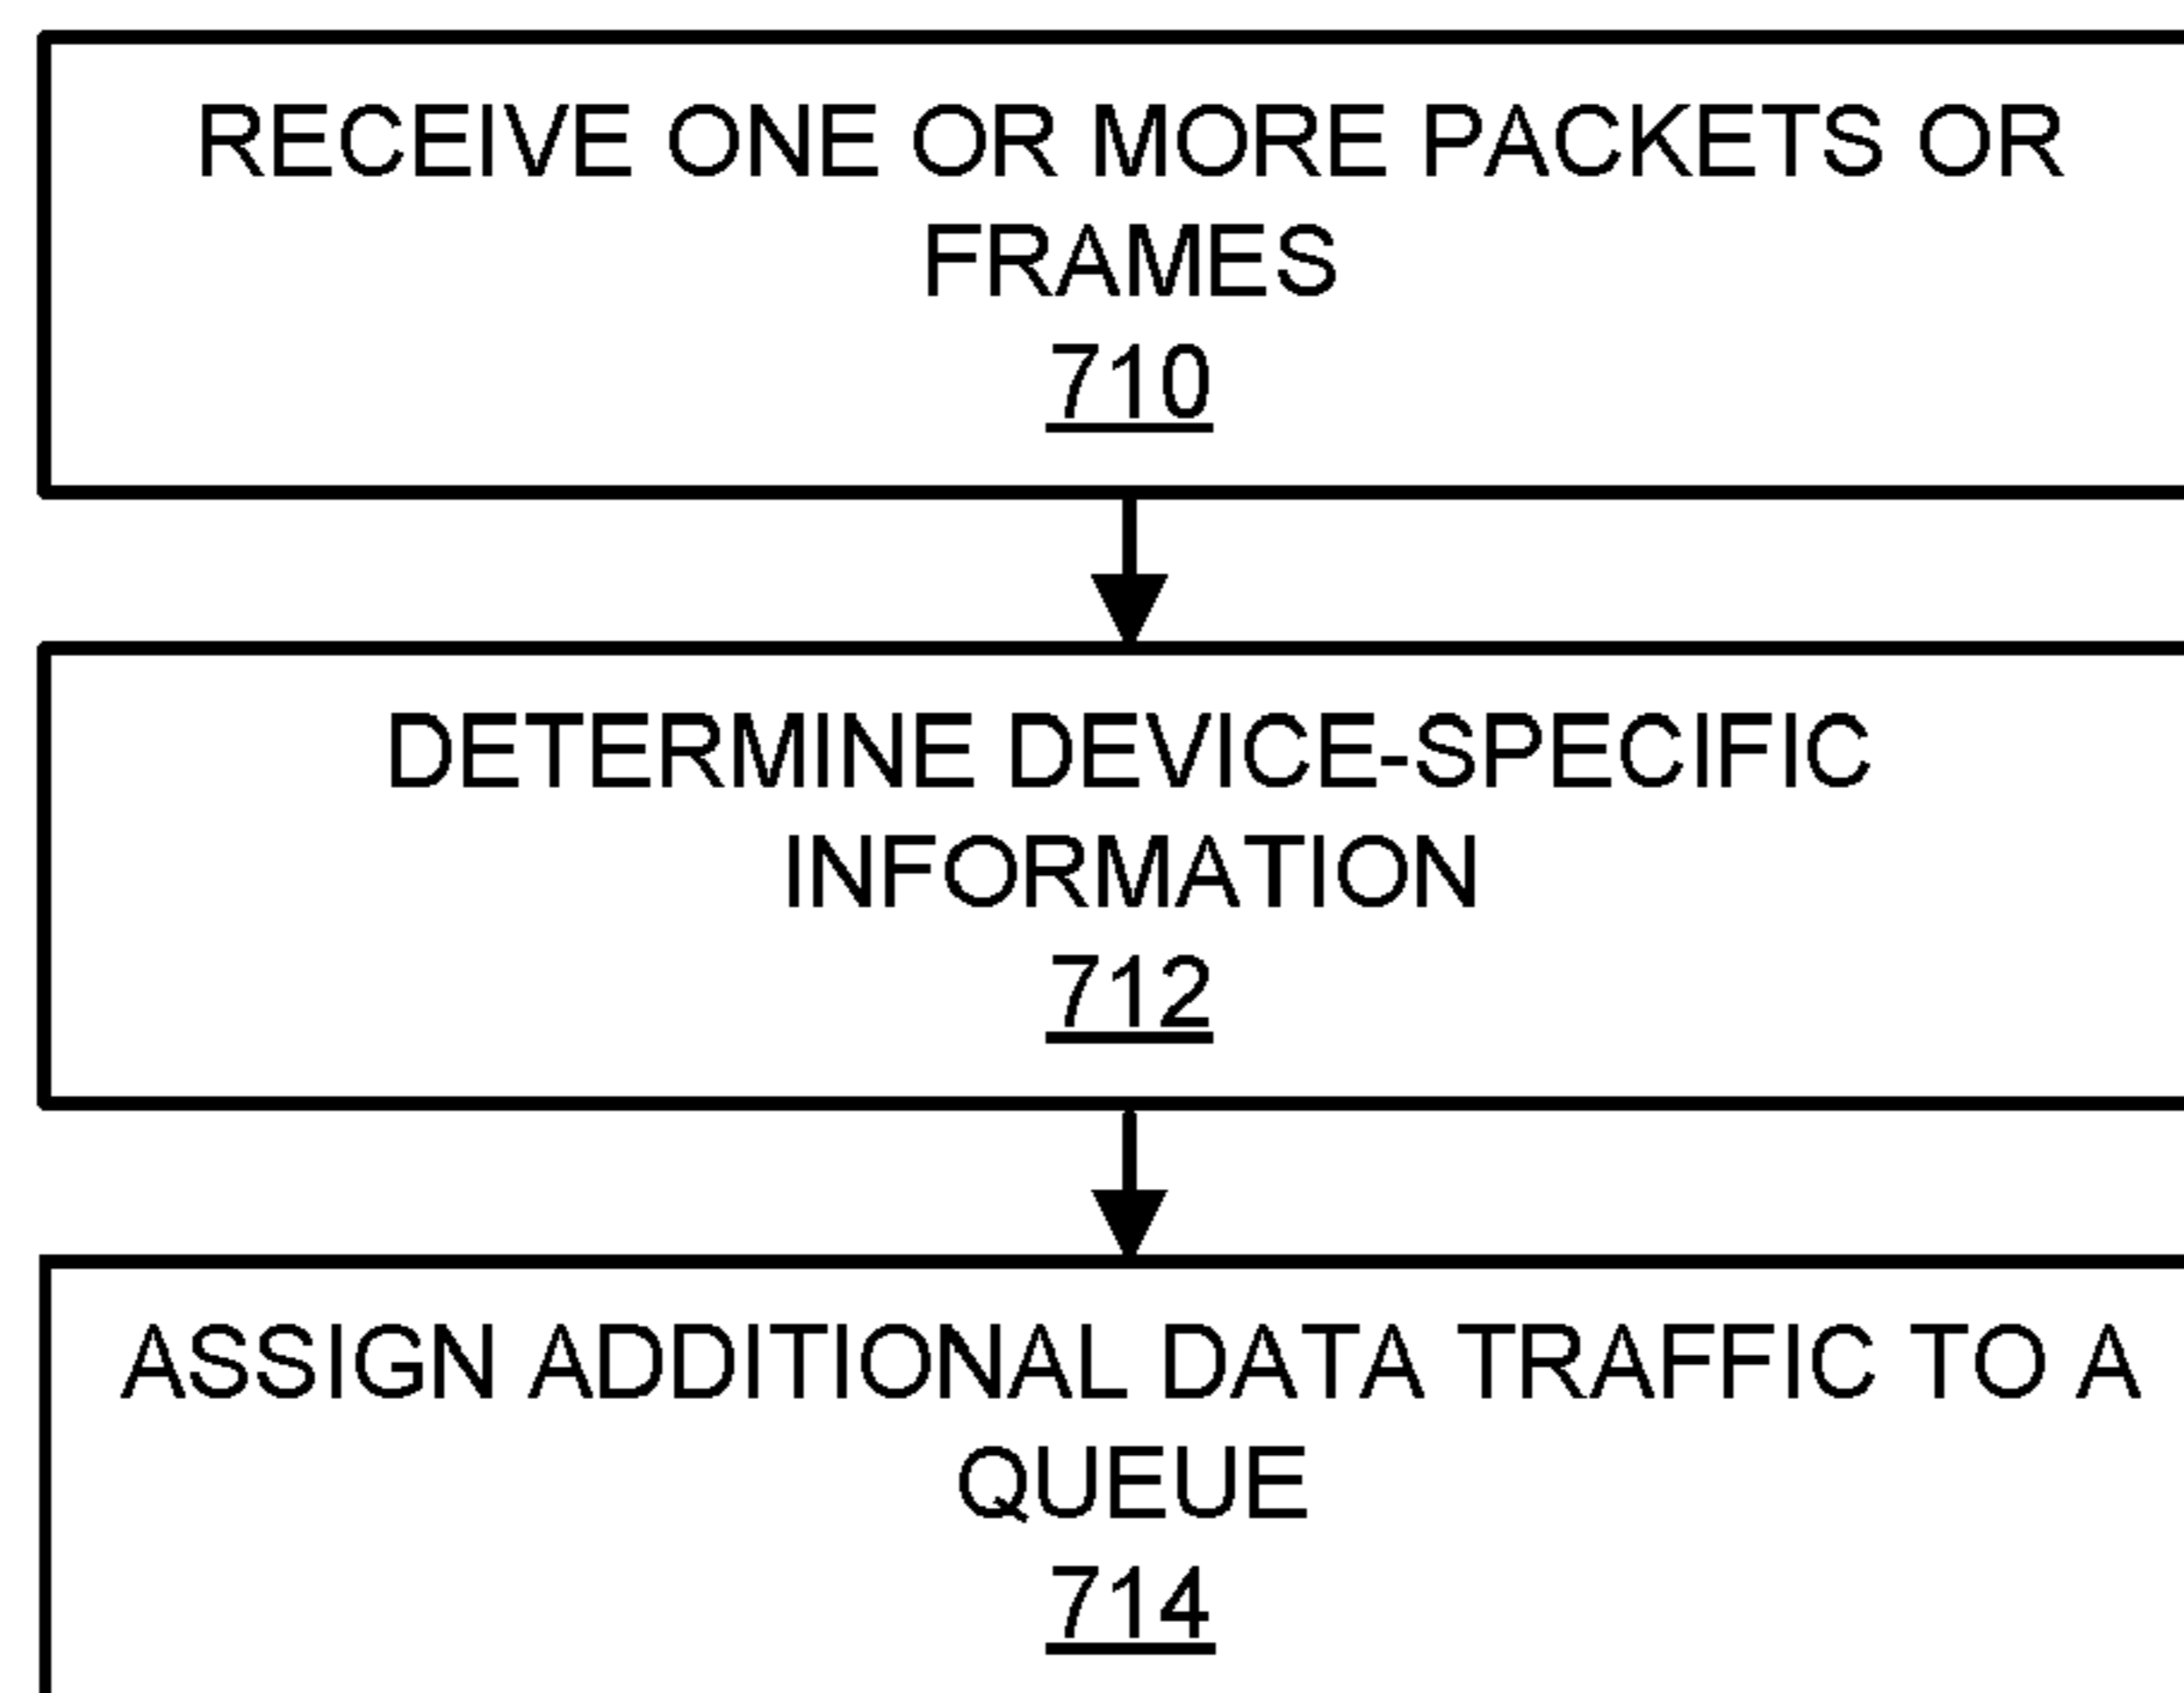 RECEIVE ONE OR MORE PACKETS OR
FRAMES
710
DETERMINE DEVICE-SPECIFIC
INFORMATION
712
ASSIGN ADDITIONAL DATA TRAFFIC TO A
QUEUE
714